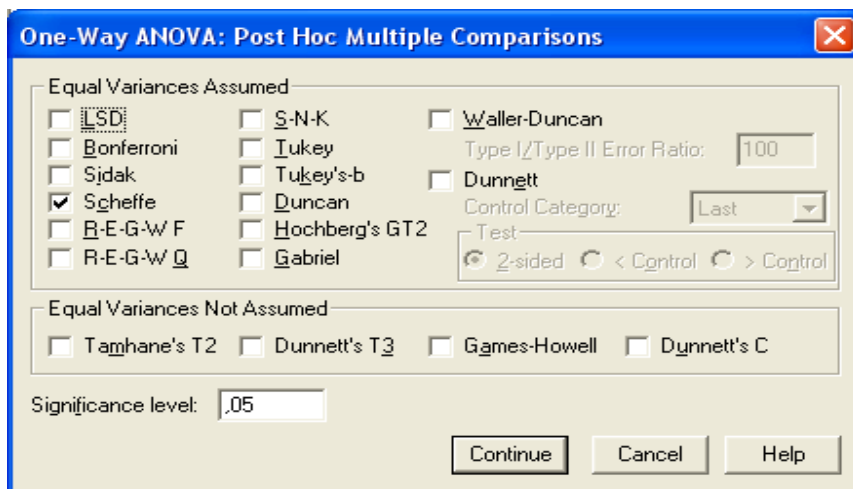 One-Way ANOVA: Post Hoc Multiple Comparisons
Equal Variances Assumed
LSD S-N-K Waller-Duncan
Bonferroni Tukey Type I/Type II Error Ratio: 100
Sidak Tukey's-b Dunnett
Scheffe Duncan Control Category: Last
R-E-G-W F Hochberg's GT2 Test
R-E-G-W Q Gabriel 2-sided < Control > Control
Equal Variances Not Assumed
Tamhane's T2 Dunnett's T3 Games-Howell Dunnett's C
Significance level: ,05
Continue Cancel Help